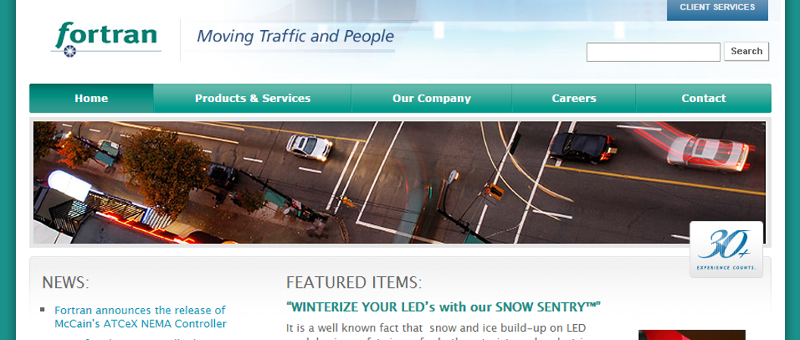 CLIENT SERVICES
fortran
Moving Traffic and People
Search
Home Products & Services Our Company Careers Contact
30+
EXPERIENCE COUNTS.
NEWS:
Fortran announces the release of
McCain's ATCeX NEMA Controller
FEATURED ITEMS:
“WINTERIZE YOUR LED’s with our SNOW SENTRY™”
It is a well known fact that snow and ice build-up on LED